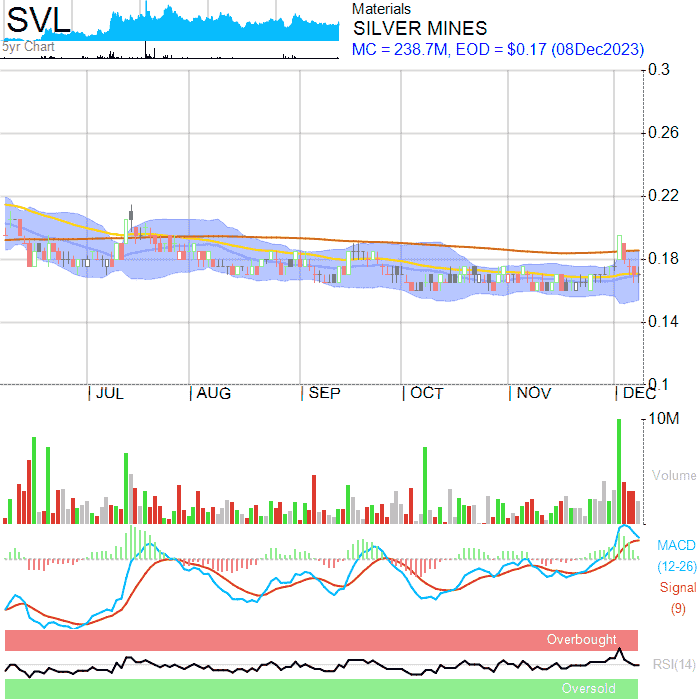 SVL
5yr Chart
Materials
SILVER MINES
MC = 238.7M, EOD = $0.17 (08Dec2023)
0.3
0.26
0.22
0.18
0.14
0.1
JUL AUG SEP OCT NOV DEC
10M
Volume
MACD
(12-26)
Signal
(9)
Overbought
RSI(14)
Oversold